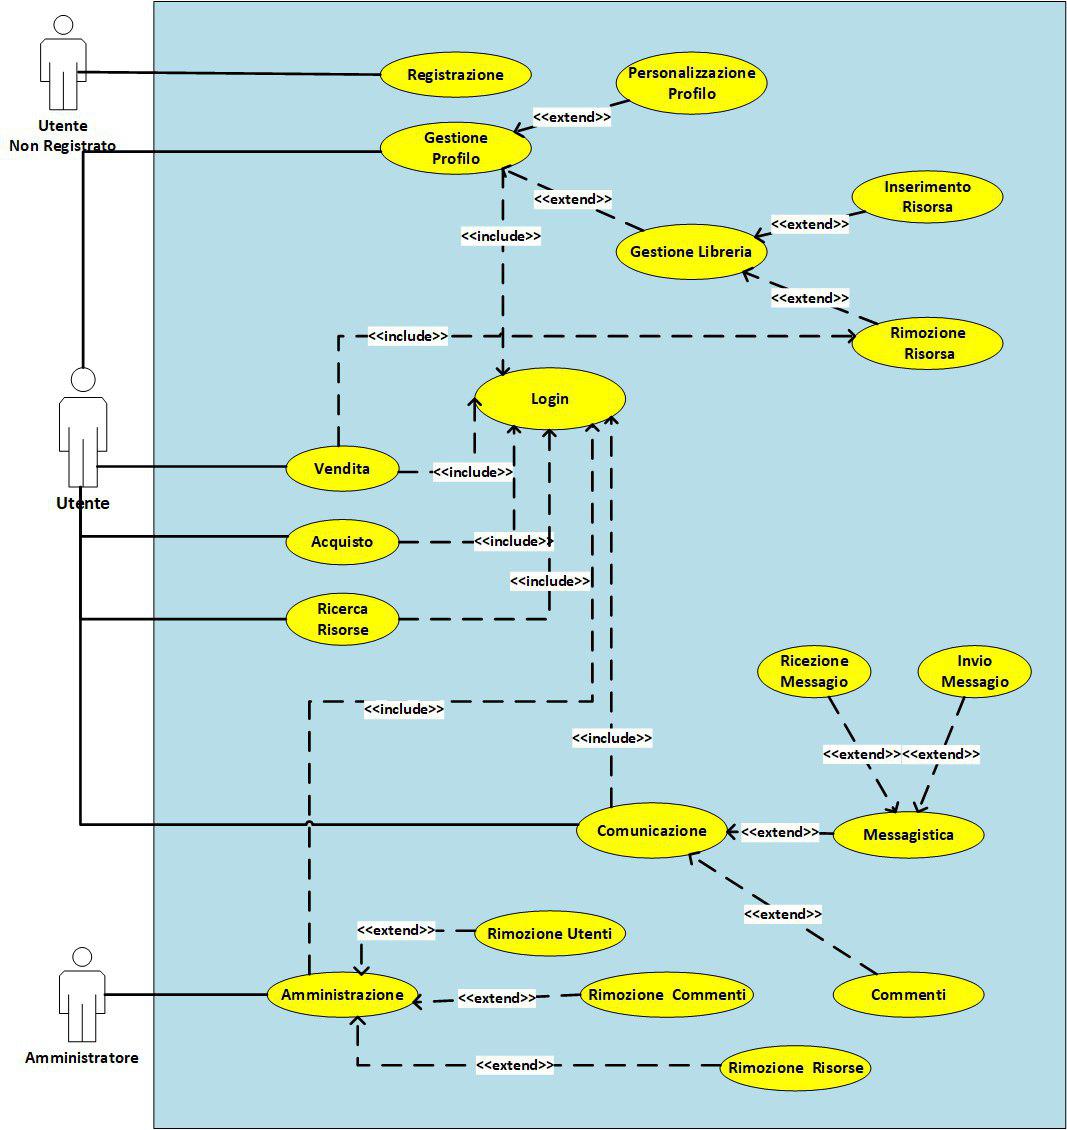 Utente
Non Registrato
Registrazione
Personalizzazione
Profilo
<<extend>>
Gestione
Profilo
<<extend>>
Inserimento
Risorsa
<<extend>>
<<include>>
Gestione Libreria
<<extend>>
<<include>>
Rimozione
Risorsa
Login
Utente
Vendita
<<include>>
Acquisto
<<include>>
<<include>>
Ricerca
Risorse
Ricezione
Messagio
Invio
Messagio
<<include>>
<<include>>
<<extend>>
<<extend>>
Comunicazione
<<extend>>
Messagistica
<<extend>>
<<extend>>
Rimozione Utenti
Amministrazione
<<extend>>
Rimozione Commenti
Commenti
Amministratore
<<extend>>
Rimozione Risorse